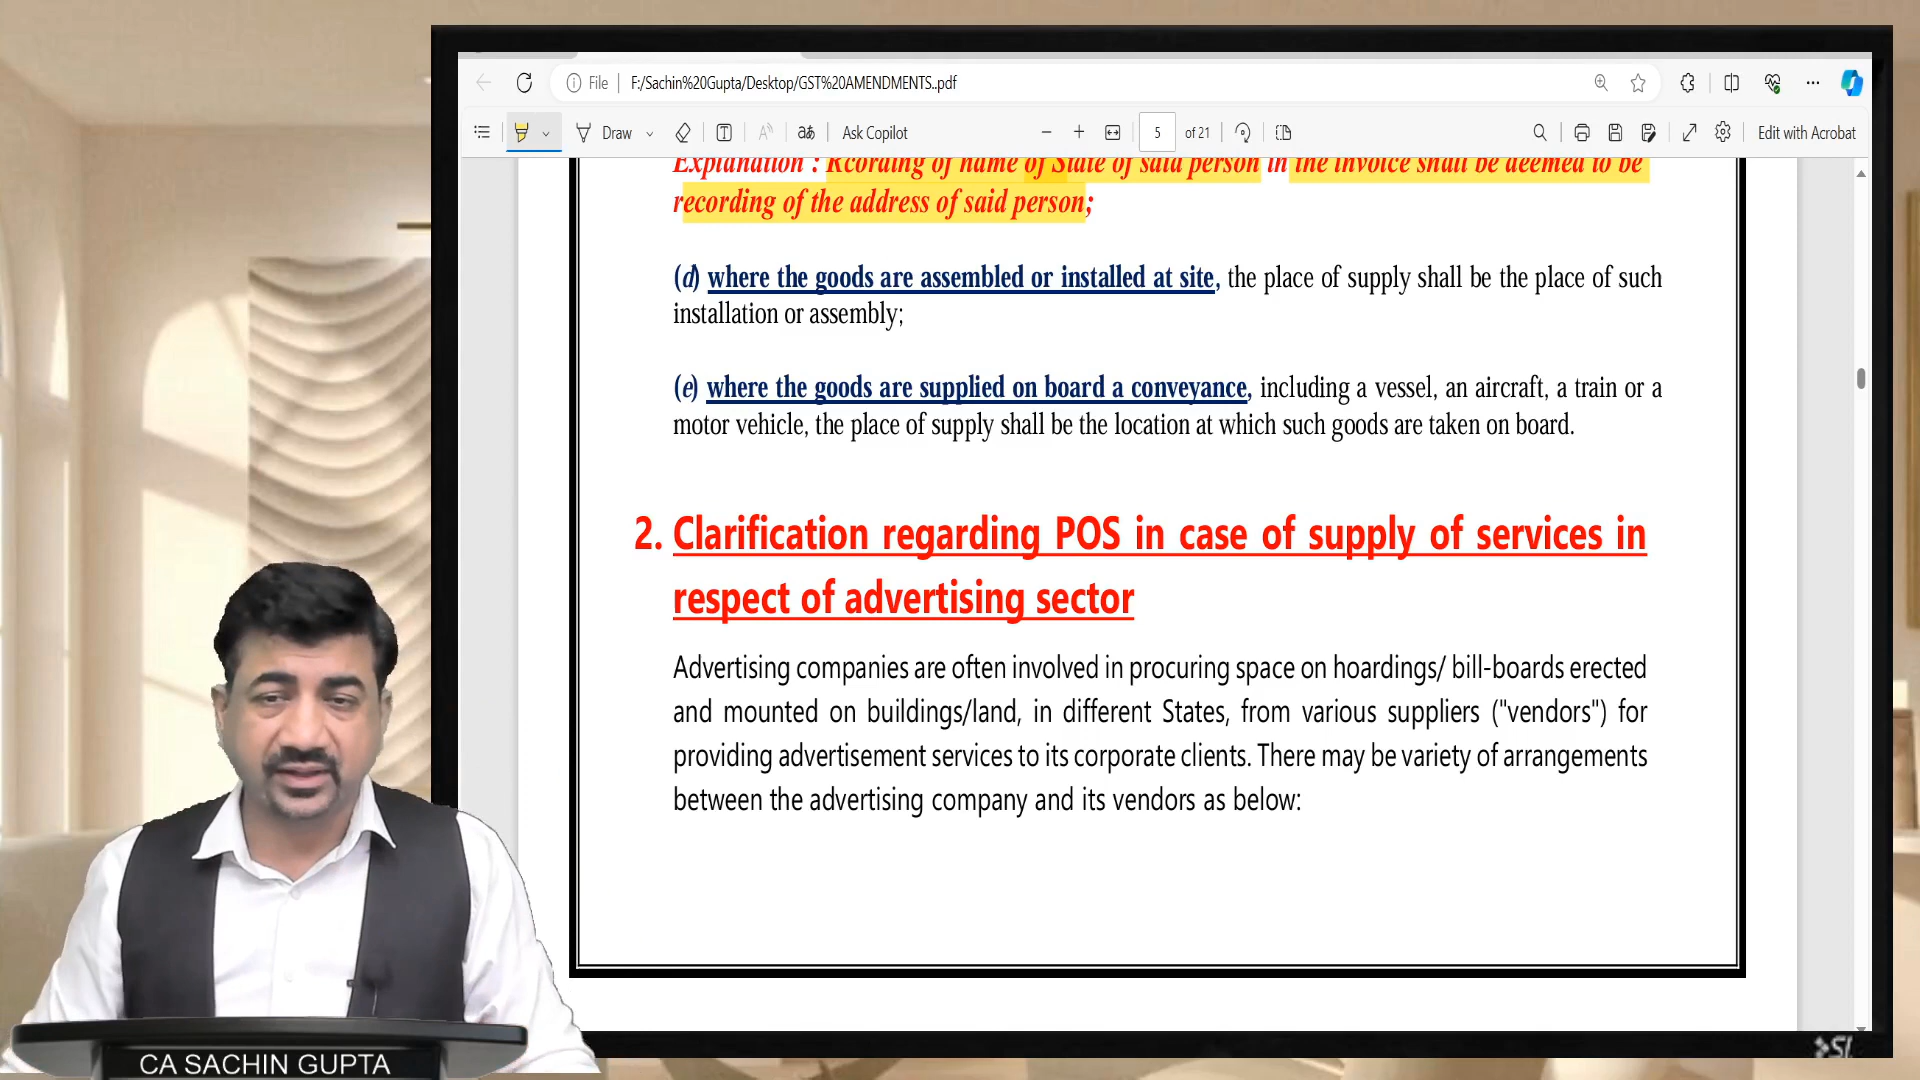 File
F:/Sachin%20Gupta/Desktop/GST%20AMENDMENTS..pdf
Draw
Ask Copilot
5 of 21
Edit with Acrobat
Explanation : Rcording of name of State of said person in the invoice shall be deemed to be
recording of the address of said person;
(d) where the goods are assembled or installed at site, the place of supply shall be the place of such
installation or assembly;
(e) where the goods are supplied on board a conveyance, including a vessel, an aircraft, a train or a
motor vehicle, the place of supply shall be the location at which such goods are taken on board.
2. Clarification regarding POS in case of supply of services in
respect of advertising sector
Advertising companies are often involved in procuring space on hoardings/ bill-boards erected
and mounted on buildings/land, in different States, from various suppliers ("vendors") for
providing advertisement services to its corporate clients. There may be variety of arrangements
between the advertising company and its vendors as below:
CA SACHIN GUPTA